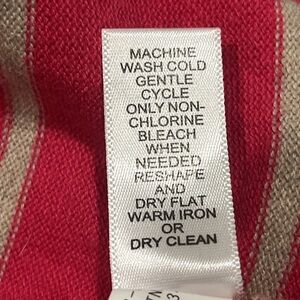 MACHINE
WASH COLD
GENTLE
CYCLE
ONLY NON-
CHLORINE
BLEACH
WHEN
NEEDED
RESHAPE
AND
DRY FLAT
WARM IRON
OR
DRY CLEAN